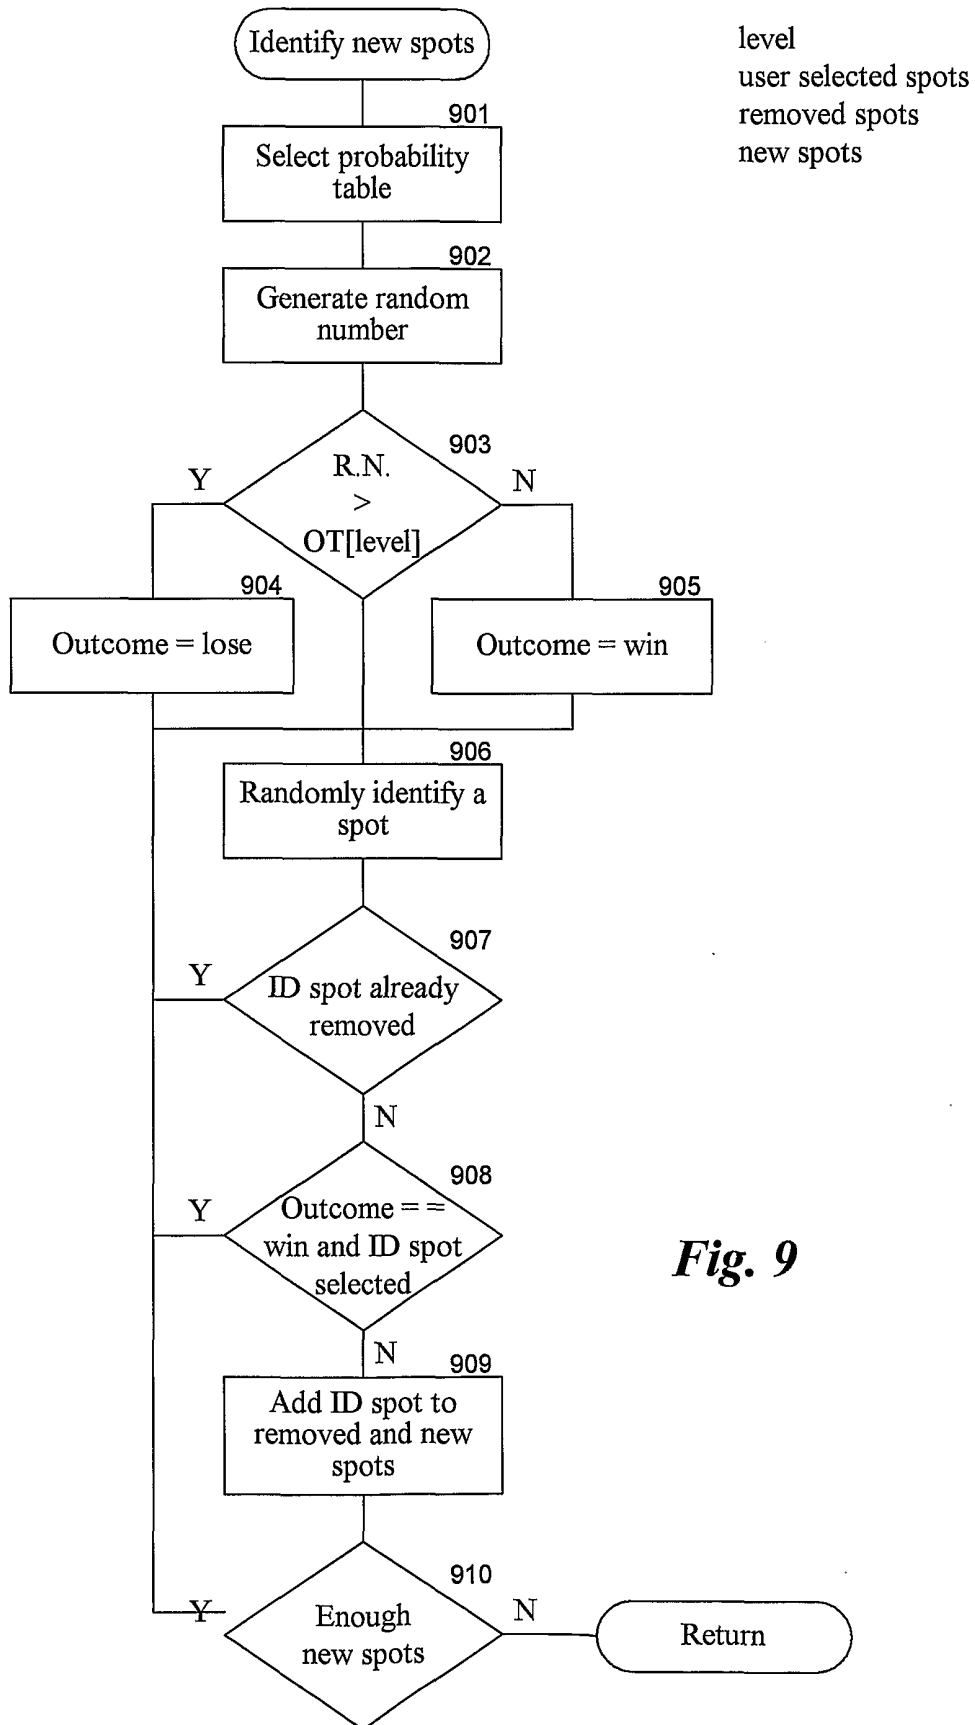 Identify new spots
level
user selected spots
removed spots
new spots
901
Select probability
table
902
Generate random
number
903
R.N.
>
OT[level]
Y
N
904
Outcome = lose
905
Outcome = win
906
Randomly identify a
spot
907
ID spot already
removed
Y
N
908
Outcome = =
win and ID spot
selected
Y
N
Fig. 9
909
Add ID spot to
removed and new
spots
910
Enough
new spots
Y
N
Return